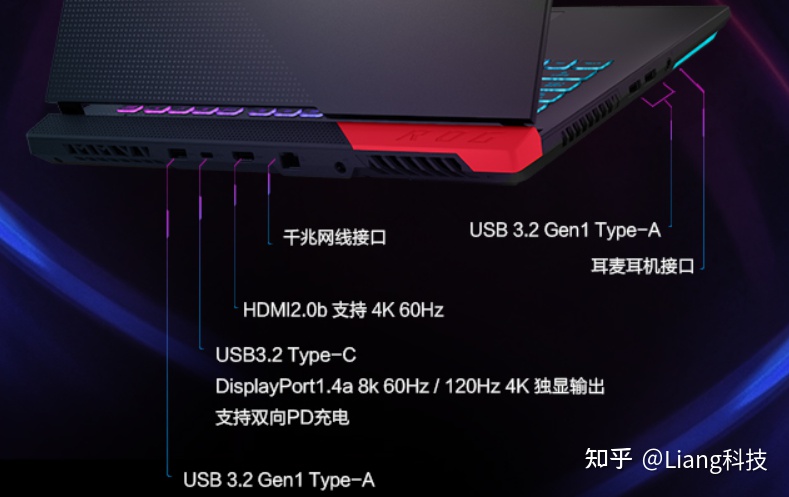 ROG
千兆网线接口
USB 3.2 Gen1 Type-A
耳麦耳机接口
HDMI2.0b 支持 4K 60Hz
USB3.2 Type-C
DisplayPort1.4a 8k 60Hz / 120Hz 4K 独显输出
支持双向PD充电
知乎 @Liang科技
USB 3.2 Gen1 Type-A